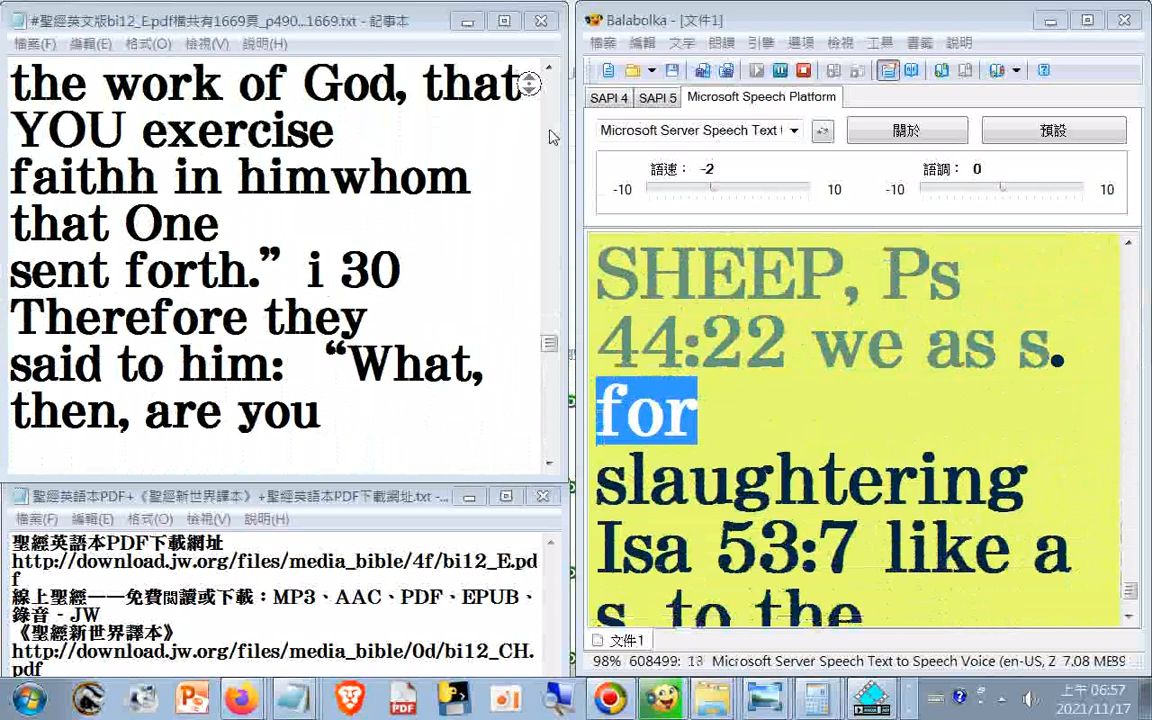 #聖經英文版bi12_E.pdf檔共有1669頁_p490...1669.txt - 記事本
檔案(F) 編輯(E) 格式(O) 檢視(V) 說明(H)
the work of God, that
YOU exercise
faithh in himwhom
that One
sent forth.” i 30
Therefore they
said to him: “What,
then, are you
聖經英語本PDF+《聖經新世界譯本》+聖經英語本PDF下載網址.txt -...
檔案(F) 編輯(E) 格式(O) 檢視(V) 說明(H)
聖經英語本PDF下載網址
http://download.jw.org/files/media_bible/4f/bi12_E.pd
f
線上聖經——免費閱讀或下載：MP3、AAC、PDF、EPUB、
錄音 - JW
《聖經新世界譯本》
http://download.jw.org/files/media_bible/0d/bi12_CH.
pdf
Balabolka - [文件1]
檔案 編輯 文字 朗讀 引擎 選項 檢視 工具 書籤 說明
SAPI 4 SAPI 5 Microsoft Speech Platform
Microsoft Server Speech Text 關於 預設
語速： -2 語調： 0
-10 10 -10 10
SHEEP, Ps
44:22 we as s.
for
slaughtering
Isa 53:7 like a
s. to the
文件1
98% 608499: 13 Microsoft Server Speech Text to Speech Voice (en-US, Z 7.08 MB
上午 06:57
2021/11/17